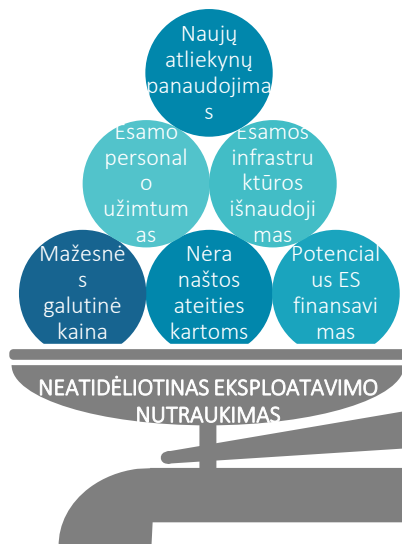 Naujų
atliekynų
panaudojima
s
Esamo
personal
o
užimtum
as
Esamos
infrastru
ktūros
išnaudoji
mas
Mažesnė
s
galutinė
kaina
Nėra
naštos
ateities
kartoms
Potencial
us ES
finansavi
mas
NEATIDĖLIOTINAS EKSPLOATAVIMO
NUTRAUKIMAS